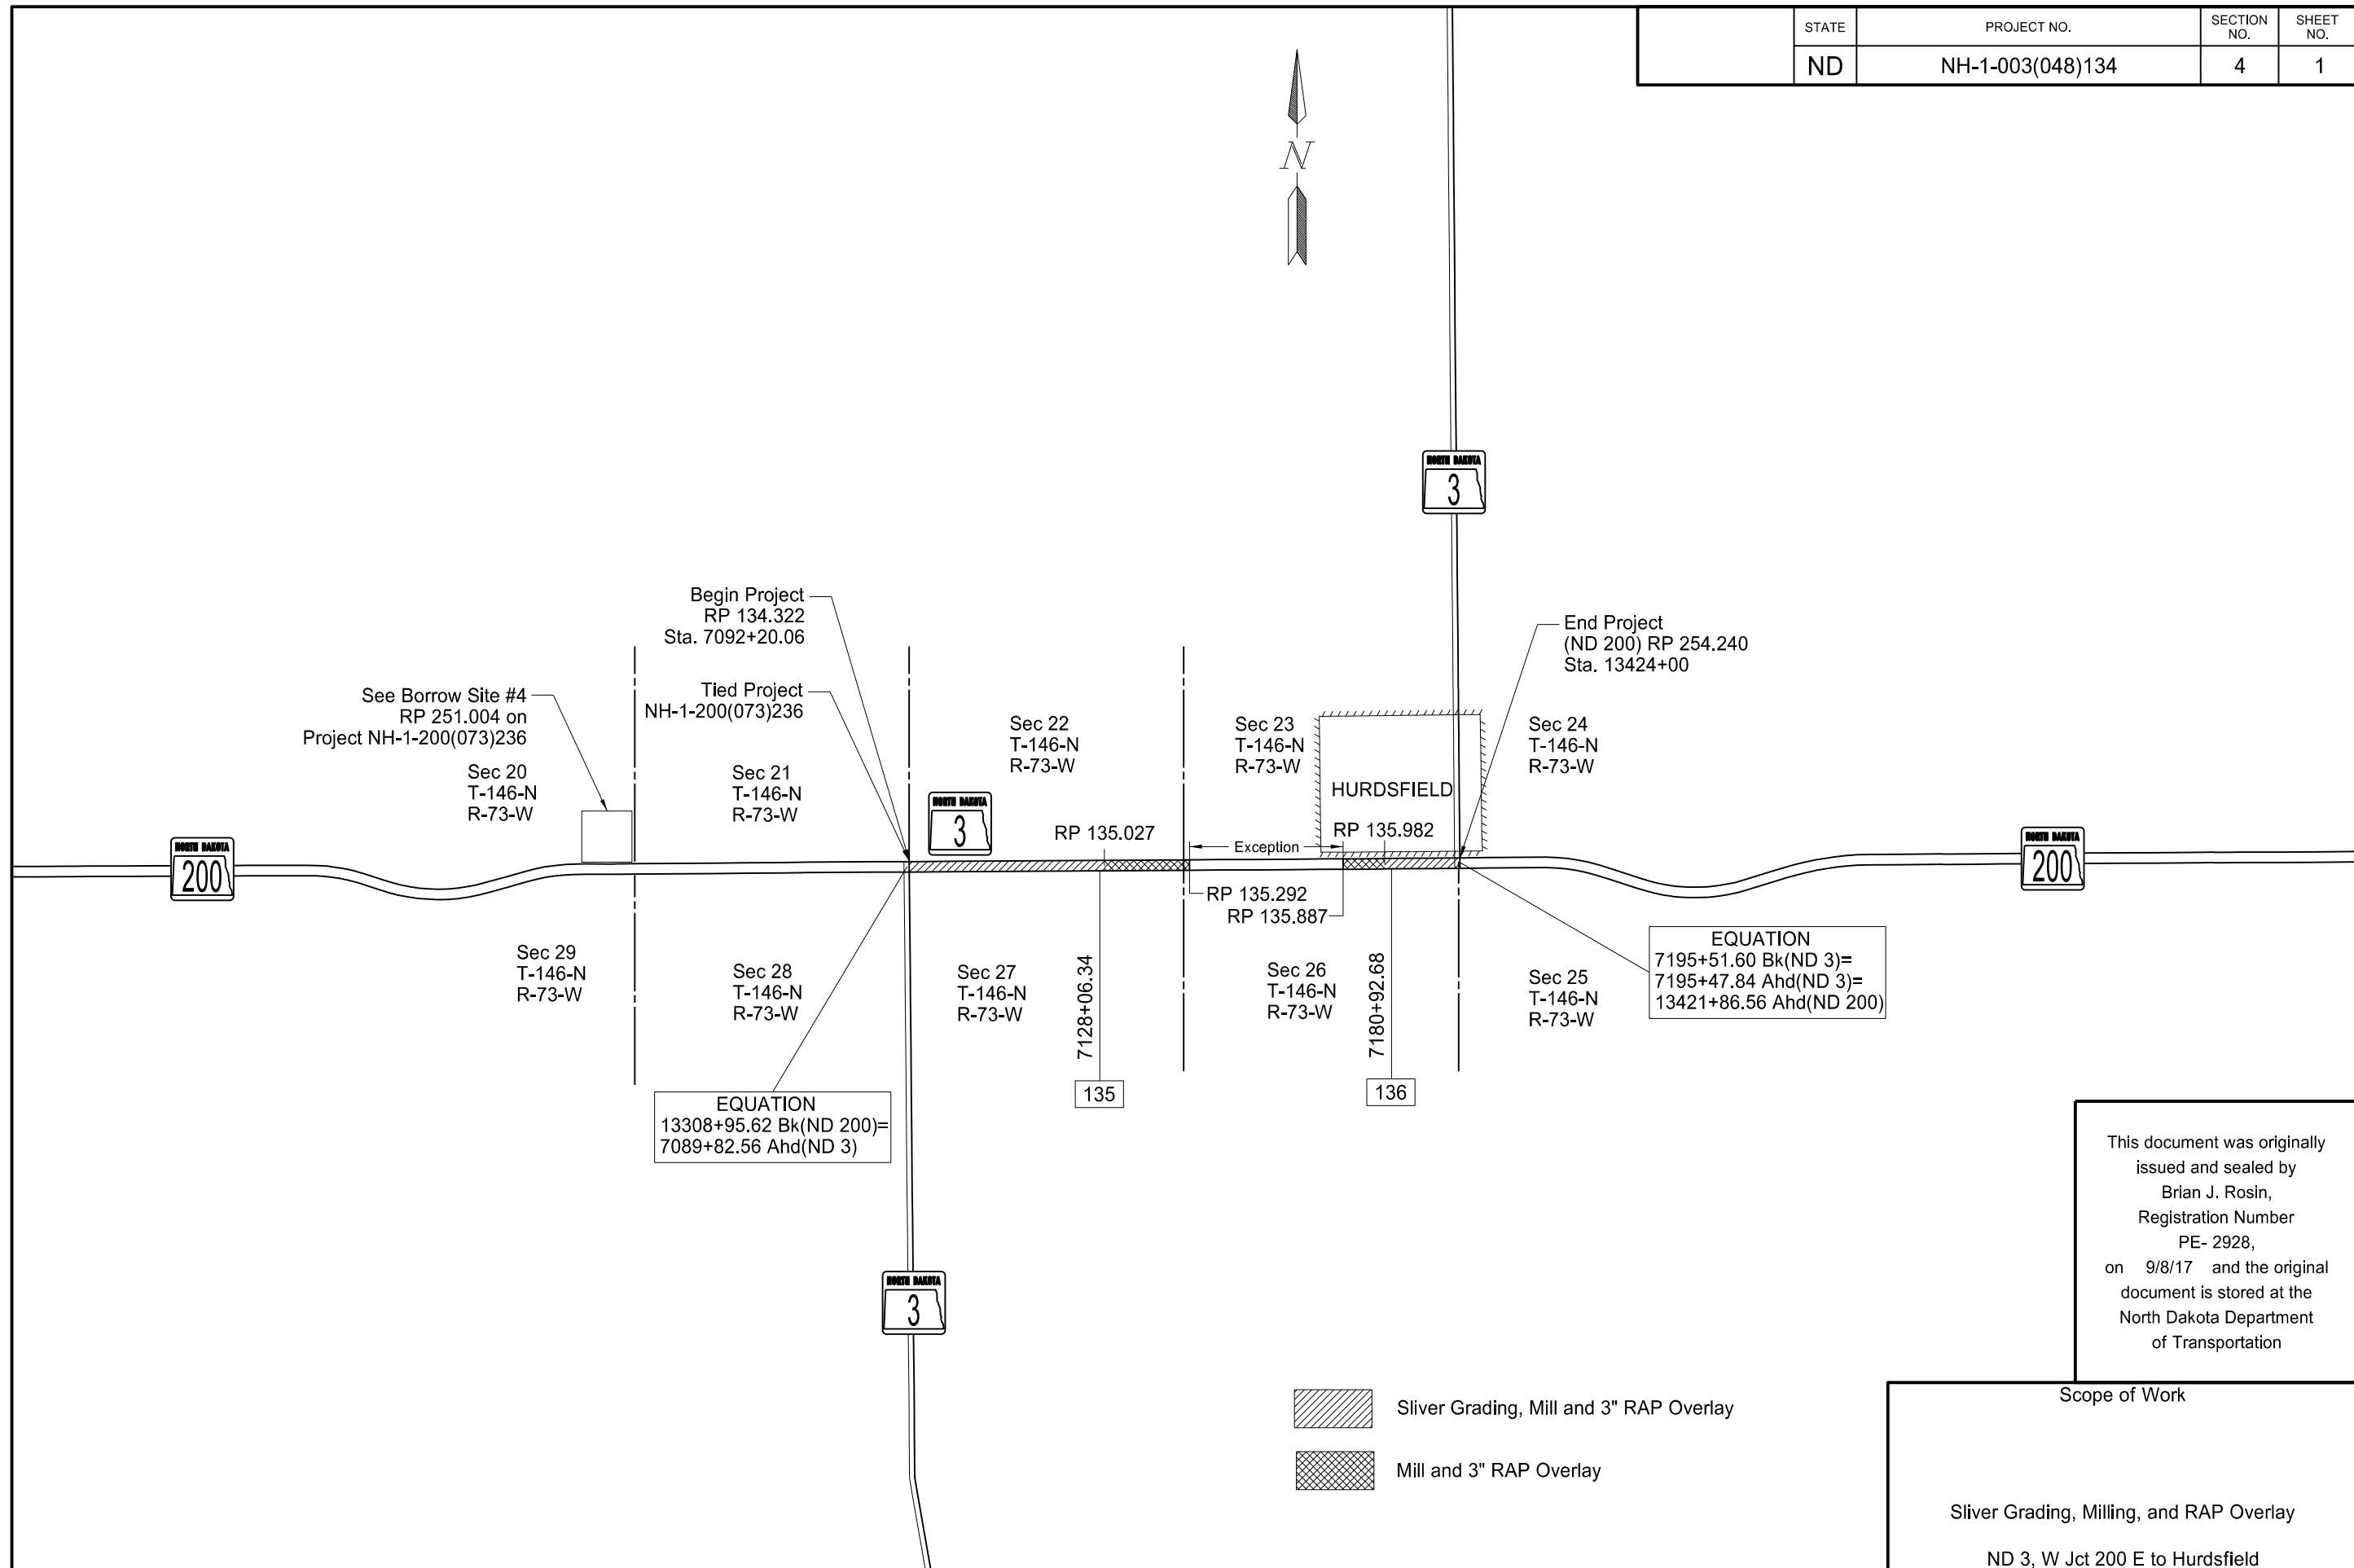 STATE
PROJECT NO.
SECTION NO.
SHEET NO.
ND
NH-1-003(048)134
4
1
N
NORTH DAKOTA
3
Begin Project
RP 134.322
Sta. 7092+20.06
End Project
(ND 200) RP 254.240
Sta. 13424+00
See Borrow Site #4
RP 251.004 on
Project NH-1-200(073)236
Tied Project
NH-1-200(073)236
Sec 20
T-146-N
R-73-W
Sec 21
T-146-N
R-73-W
Sec 22
T-146-N
R-73-W
Sec 23
T-146-N
R-73-W
Sec 24
T-146-N
R-73-W
HURDSFIELD
NORTH DAKOTA
3
RP 135.027
Exception
RP 135.982
NORTH DAKOTA
200
NORTH DAKOTA
200
RP 135.292
RP 135.887
Sec 29
T-146-N
R-73-W
Sec 28
T-146-N
R-73-W
Sec 27
T-146-N
R-73-W
7128+06.34
Sec 26
T-146-N
R-73-W
7180+92.68
Sec 25
T-146-N
R-73-W
EQUATION
7195+51.60 Bk(ND 3)=
7195+47.84 Ahd(ND 3)=
13421+86.56 Ahd(ND 200)
135
136
EQUATION
13308+95.62 Bk(ND 200)=
7089+82.56 Ahd(ND 3)
NORTH DAKOTA
3
This document was originally
issued and sealed by
Brian J. Rosin,
Registration Number
PE- 2928,
on 9/8/17 and the original
document is stored at the
North Dakota Department
of Transportation
Sliver Grading, Mill and 3" RAP Overlay
Mill and 3" RAP Overlay
Scope of Work
Sliver Grading, Milling, and RAP Overlay
ND 3, W Jct 200 E to Hurdsfield